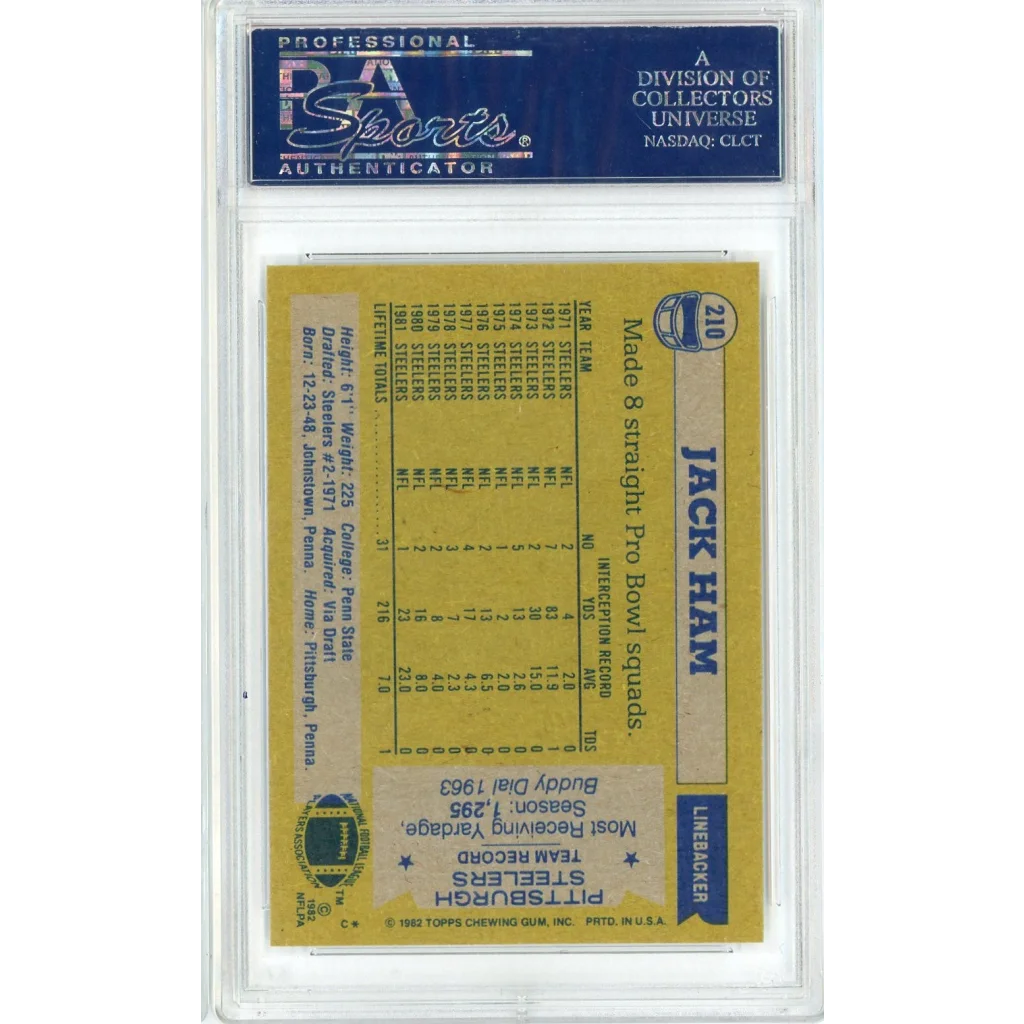 PROFESSIONAL
PSA
Sports®
AUTHENTICATOR
A
DIVISION OF
COLLECTORS
UNIVERSE
NASDAQ: CLCT
210
JACK HAM
LINEBACKER
Made 8 straight Pro Bowl squads.
INTERCEPTION RECORD
YEAR TEAM NO YDS AVG TDS
1971 STEELERS NFL 2 4 2.0 0
1972 STEELERS NFL 7 83 11.9 1
1973 STEELERS NFL 2 30 15.0 0
1974 STEELERS NFL 5 13 2.6 0
1975 STEELERS NFL 1 2 2.0 0
1976 STEELERS NFL 2 13 6.5 0
1977 STEELERS NFL 4 17 4.3 0
1978 STEELERS NFL 3 7 2.3 0
1979 STEELERS NFL 2 8 4.0 0
1980 STEELERS NFL 2 16 8.0 0
1981 STEELERS NFL 1 23 23.0 0
LIFETIME TOTALS 31 216 7.0 1
Height: 6'1" Weight: 225 College: Penn State
Drafted: Steelers #2-1971 Acquired: Via Draft
Born: 12-23-48, Johnstown, Penna. Home: Pittsburgh, Penna.
PITTSBURGH
STEELERS
TEAM RECORD
Most Receiving Yardage,
Season: 1,295
Buddy Dial 1963
NATIONAL FOOTBALL LEAGUE
PLAYERS ASSOCIATION
TM
© 1982
NFLPA
C*
© 1982 TOPPS CHEWING GUM, INC. PRTD. IN U.S.A.